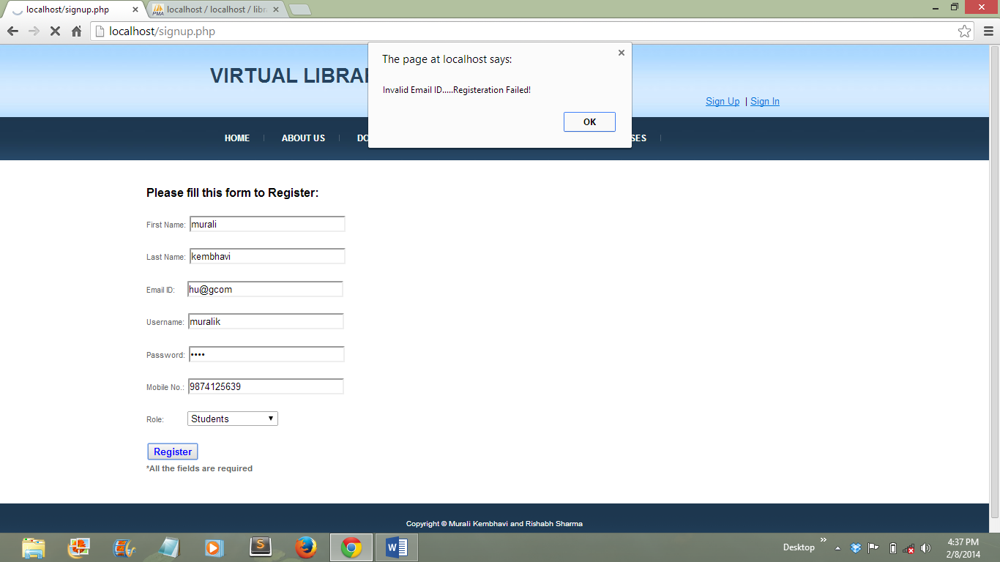 localhost/signup.php
localhost / localhost / libr
localhost/signup.php
The page at localhost says:
Invalid Email ID.....Registeration Failed!
OK
VIRTUAL LIBRA
Sign Up | Sign In
HOME
ABOUT US
DO
SES
Please fill this form to Register:
First Name: murali
Last Name: kembhavi
Email ID: hu@gcom
Username: muralik
Password: ••••
Mobile No.: 9874125639
Role: Students
Register
*All the fields are required
Copyright © Murali Kembhavi and Rishabh Sharma
Desktop
4:37 PM
2/8/2014